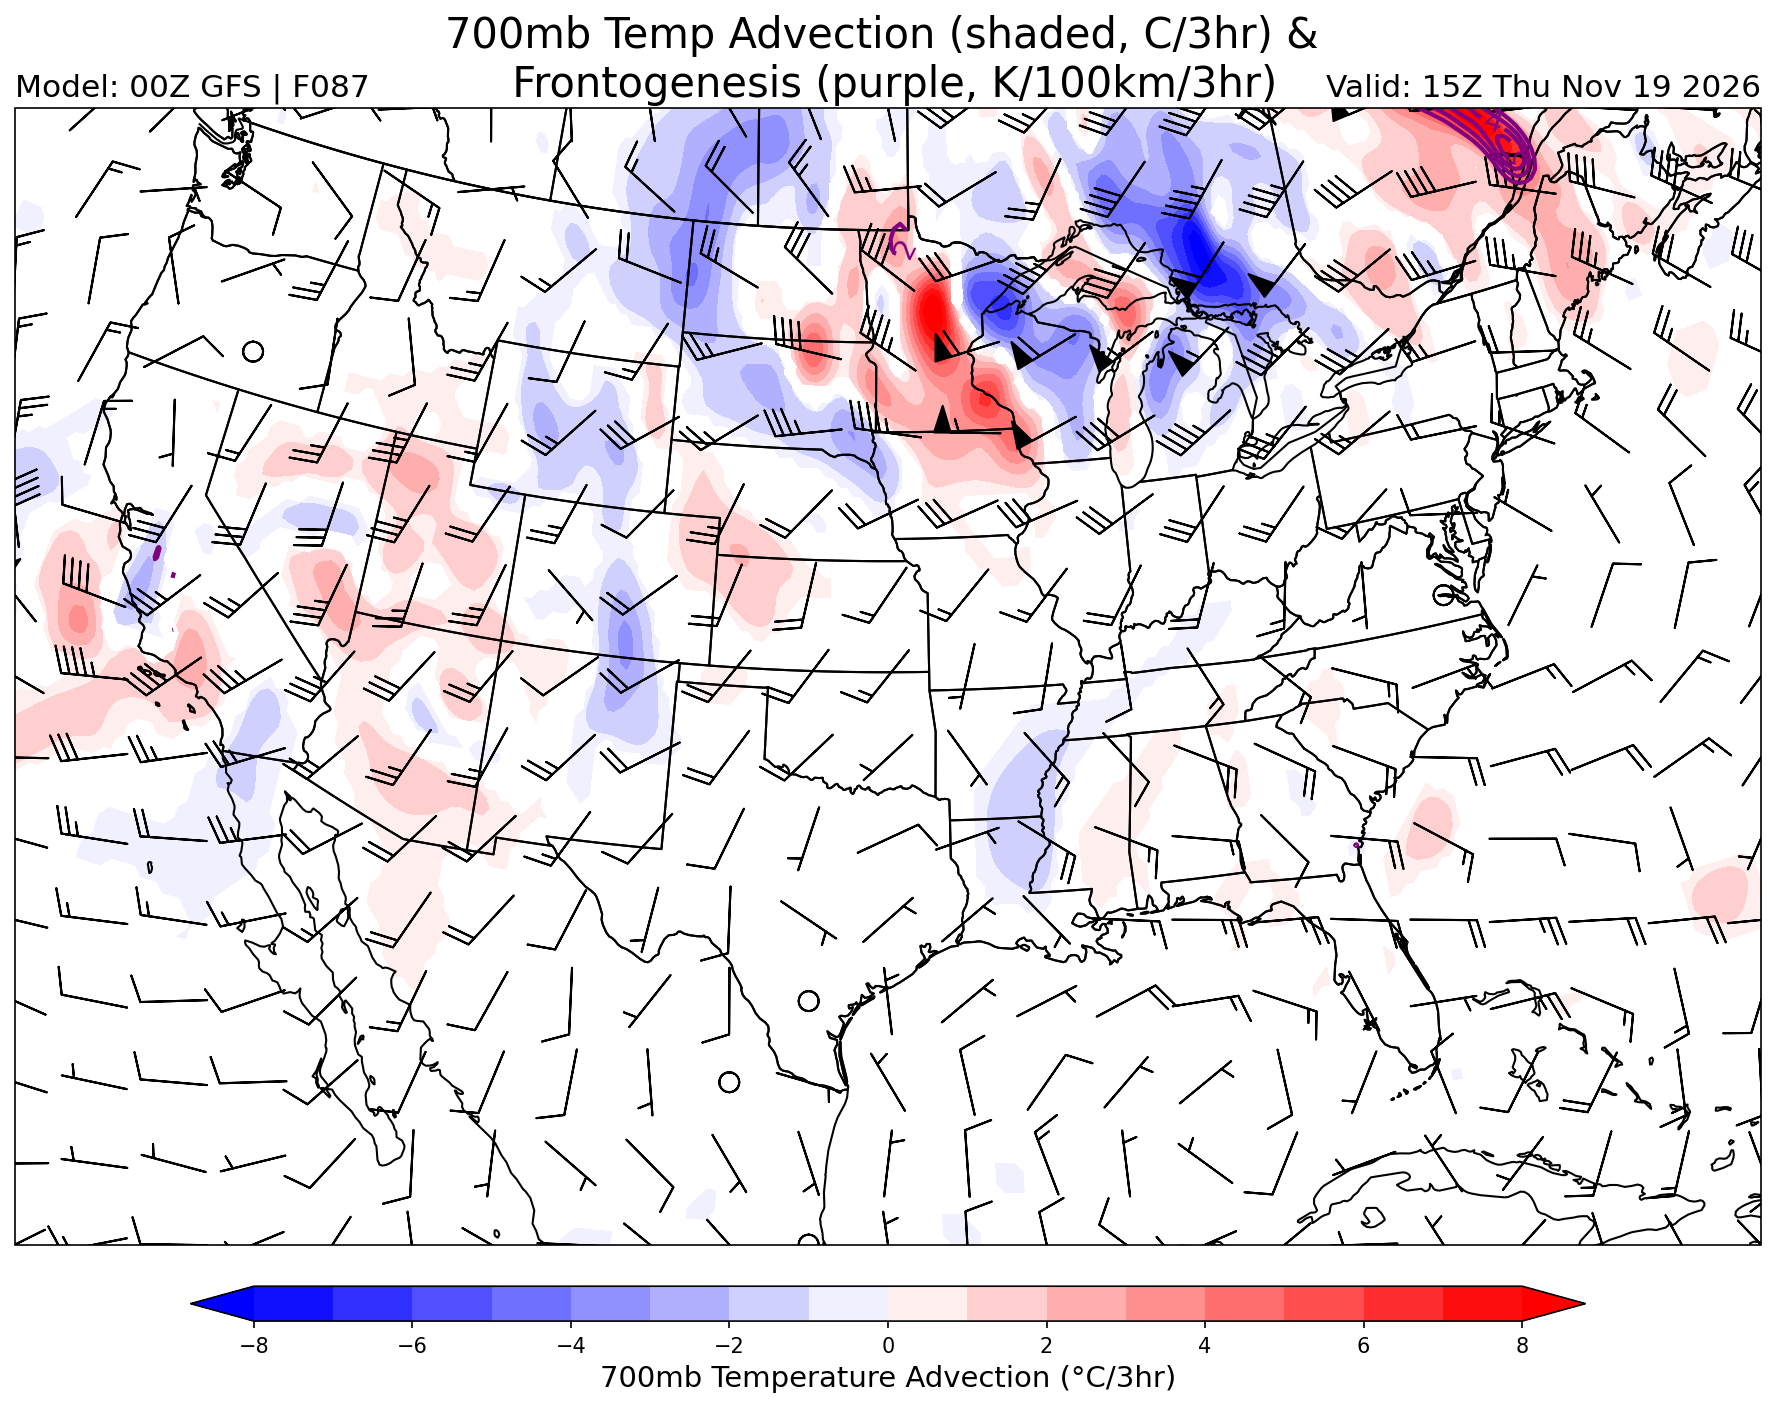 700mb Temp Advection (shaded, C/3hr) &
Model: 00Z GFS | F087 Frontogenesis (purple, K/100km/3hr) Valid: 15Z Thu Nov 19 2026
2
−8 −6 −4 −2 0 2 4 6 8
700mb Temperature Advection (°C/3hr)